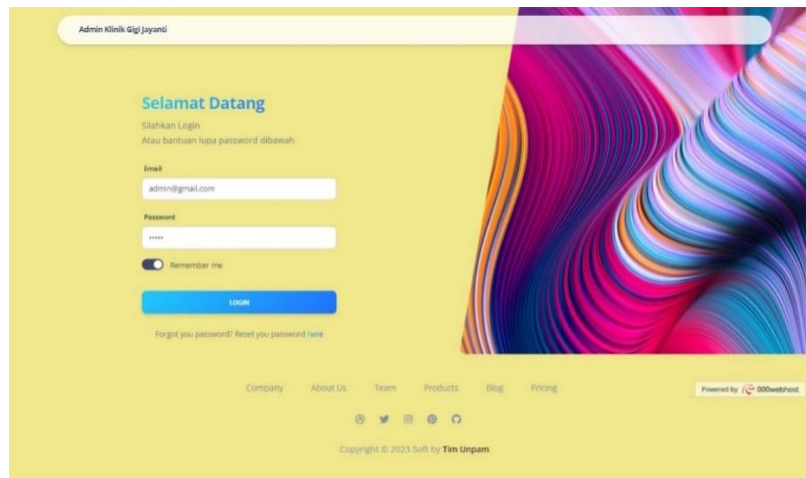 Admin Klinik Gigi Jayanti
Selamat Datang
Silahkan Login
Atau bantuan lupa password dibawah
Email
admin@gmail.com
Password
•••••
Remember me
LOGIN
Forgot you password? Reset you password here
Company About Us Team Products Blog Pricing
Powered by 000webhost
Copyright © 2023 Soft by Tim Unpam